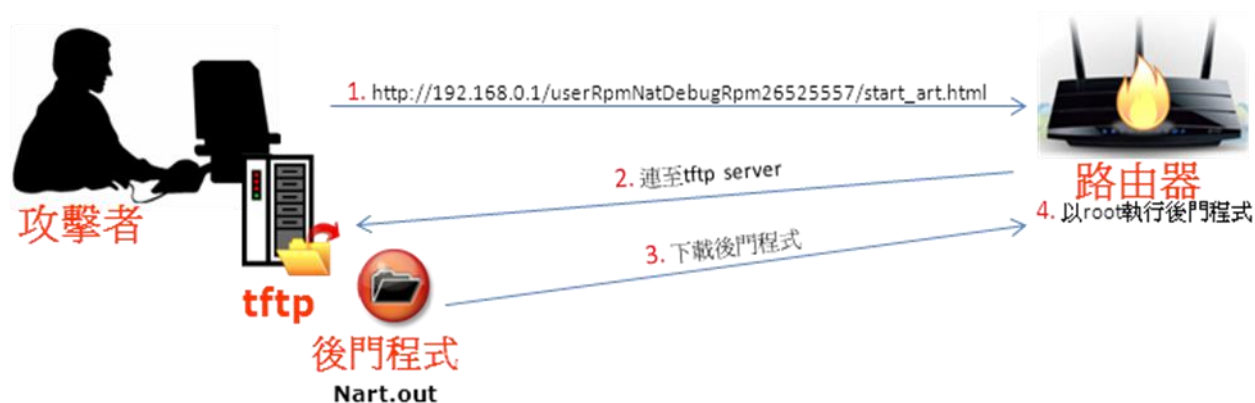 1. http://192.168.0.1/userRpmNatDebugRpm26525557/start_art.html
2. 連至tftp server
路由器
4. 以root執行後門程式
攻擊者
3. 下載後門程式
tftp
後門程式
Nart.out